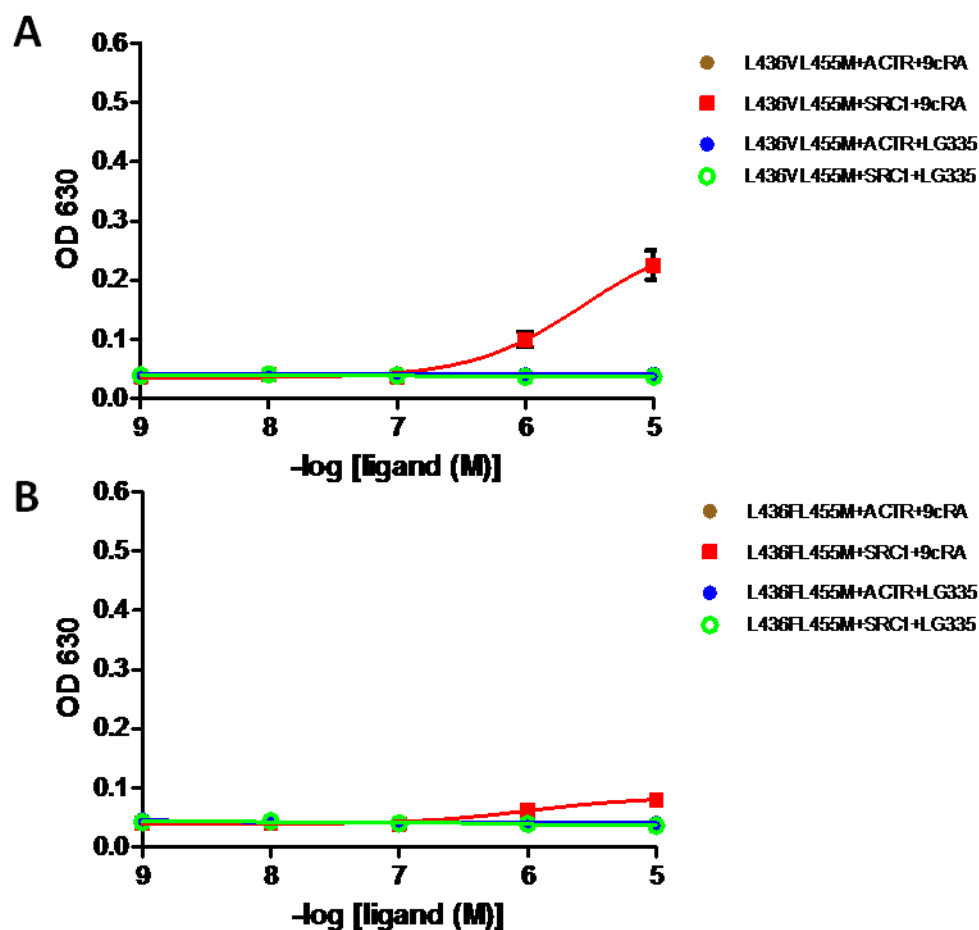 A
0.6
0.5
0.4
0.3
0.2
0.1
0.0
OD 630
9 8 7 6 5
-log [ligand (M)]
L436VL455M+ACTR+9cRA
L436VL455M+SRC1+9cRA
L436VL455M+ACTR+LG335
L436VL455M+SRC1+LG335
B
0.6
0.5
0.4
0.3
0.2
0.1
0.0
OD 630
9 8 7 6 5
-log [ligand (M)]
L436FL455M+ACTR+9cRA
L436FL455M+SRC1+9cRA
L436FL455M+ACTR+LG335
L436FL455M+SRC1+LG335